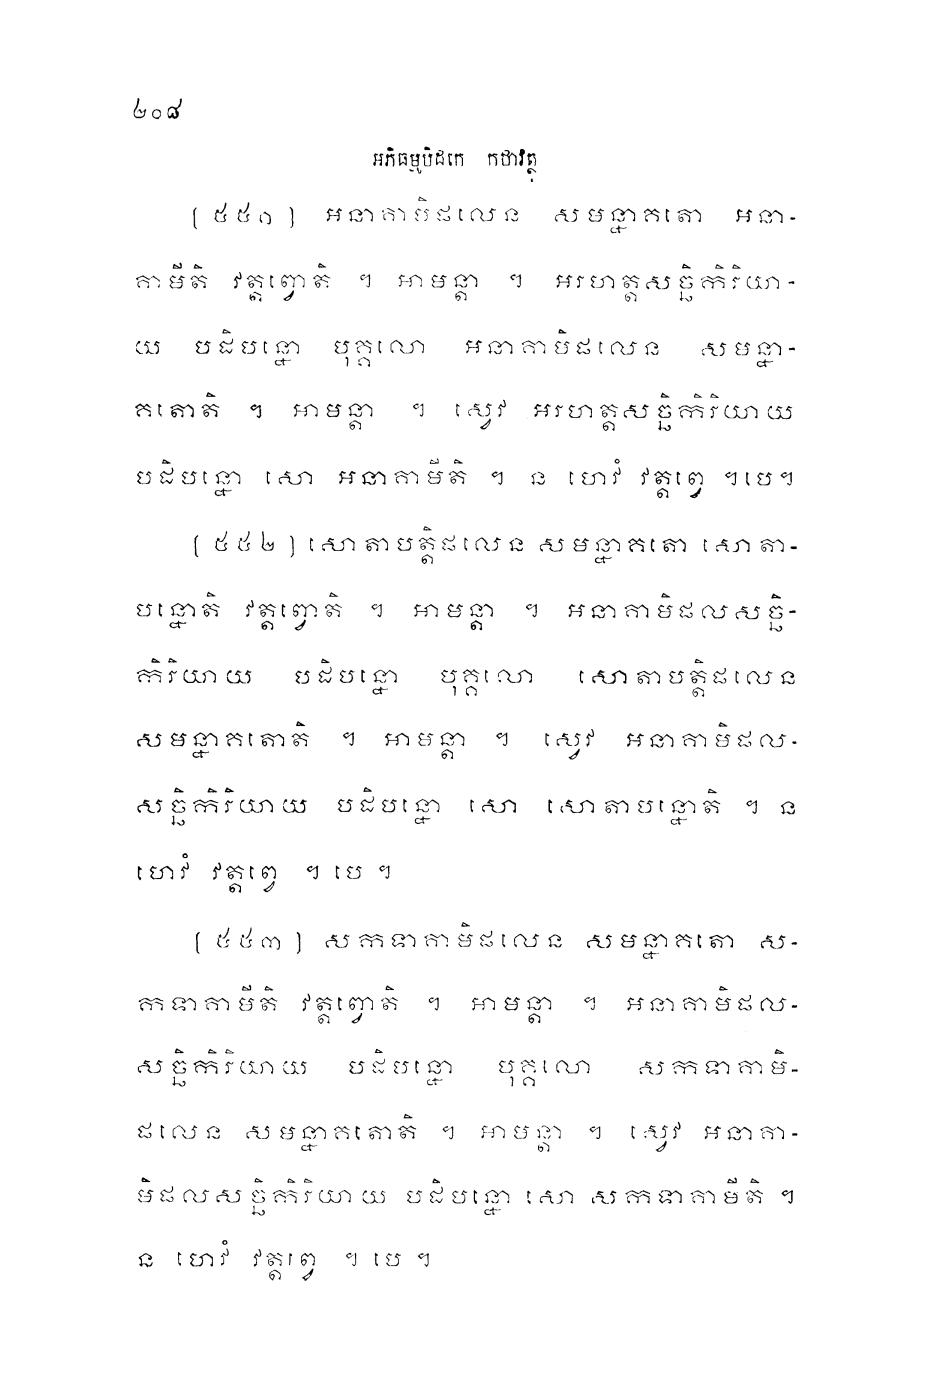 ២០៨
អភិធម្មបិដកេ កថាវត្ថុ
[ ៥៥១ ] អនាគាមិផលេន សមន្នាគតោ អនា-
គាមីតិ វត្តព្វោតិ ។ អាមន្តា ។ អរហត្តសច្ឆិកិរិយា-
យ បដិបន្នោ បុគ្គលោ អនាគាមិផលេន សមន្នា-
គតោតិ ។ អាមន្តា ។ ស្វេវ អរហត្តសច្ឆិកិរិយាយ
បដិបន្នោ សោ អនាគាមីតិ ។ ន ហេវំ វត្តព្វេ ។បេ។
[ ៥៥២ ] សោតាបត្តិផលេន សមន្នាគតោ សោតា-
បន្នោតិ វត្តព្វោតិ ។ អាមន្តា ។ អនាគាមិផលសច្ឆិ-
កិរិយាយ បដិបន្នោ បុគ្គលោ សោតាបត្តិផលេន
សមន្នាគតោតិ ។ អាមន្តា ។ ស្វេវ អនាគាមិផល-
សច្ឆិកិរិយាយ បដិបន្នោ សោ សោតាបន្នោតិ ។ ន
ហេវំ វត្តព្វេ ។ បេ ។
[ ៥៥៣ ] សកទាគាមិផលេន សមន្នាគតោ ស-
កទាគាមីតិ វត្តព្វោតិ ។ អាមន្តា ។ អនាគាមិផល-
សច្ឆិកិរិយាយ បដិបន្នោ បុគ្គលោ សកទាគាមិ-
ផលេន សមន្នាគតោតិ ។ អាមន្តា ។ ស្វេវ អនាគា-
មិផលសច្ឆិកិរិយាយ បដិបន្នោ សោ សកទាគាមីតិ ។
ន ហេវំ វត្តព្វេ ។ បេ ។